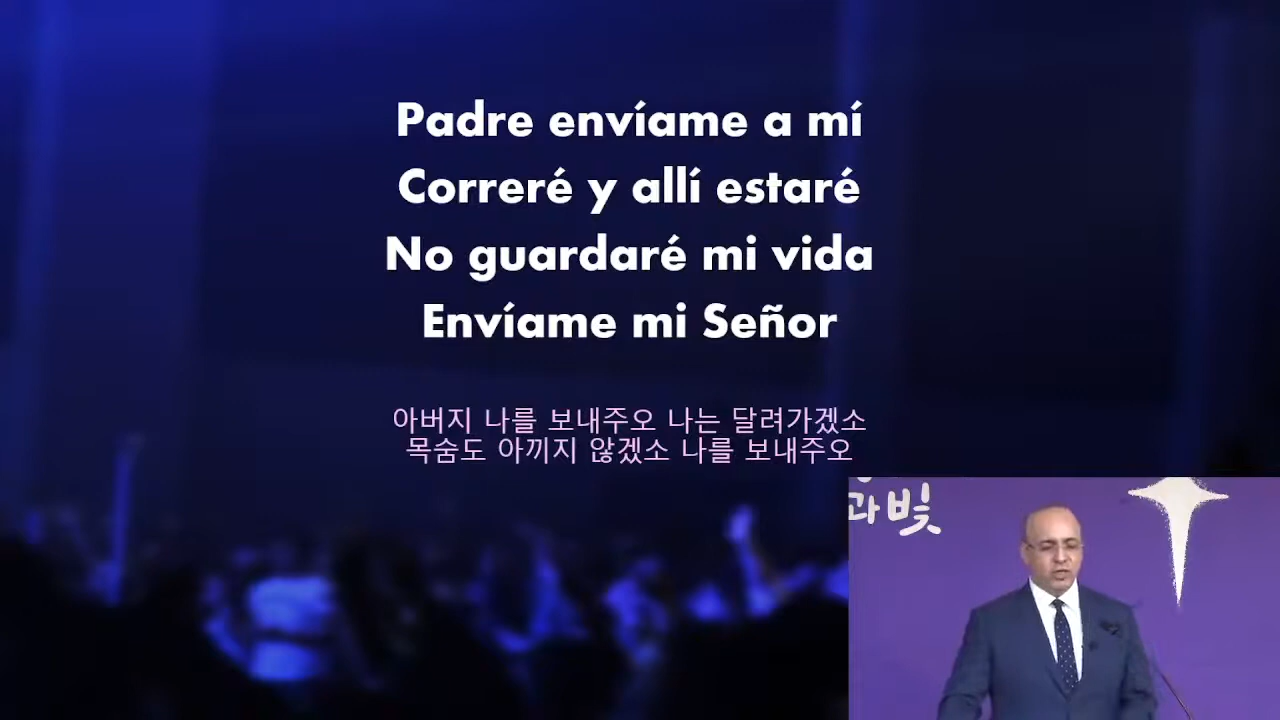 Padre envíame a mí
Correré y allí estaré
No guardaré mi vida
Envíame mi Señor
아버지 나를 보내주오 나는 달려가겠소
목숨도 아끼지 않겠소 나를 보내주오
과빛